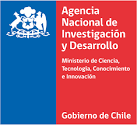 Agencia
Nacional de
Investigación
y Desarrollo
Ministerio de Ciencia,
Tecnología, Conocimiento
e Innovación
Gobierno de Chile